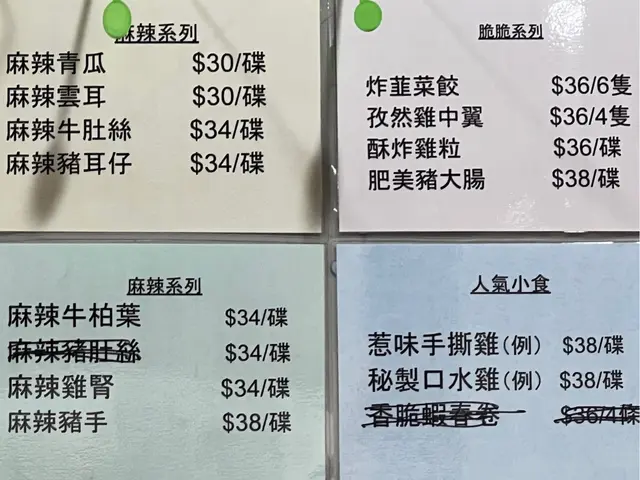 麻辣系列
麻辣青瓜 $30/碟
麻辣雲耳 $30/碟
麻辣牛肚絲 $34/碟
麻辣豬耳仔 $34/碟
脆脆系列
炸韮菜餃 $36/6隻
孜然雞中翼 $36/4隻
酥炸雞粒 $36/碟
肥美豬大腸 $38/碟
麻辣系列
麻辣牛柏葉 $34/碟
麻辣豬肚絲 $34/碟
麻辣雞腎 $34/碟
麻辣豬手 $38/碟
人氣小食
惹味手撕雞(例) $38/碟
秘製口水雞(例) $38/碟
香脆蝦春卷 $36/4條